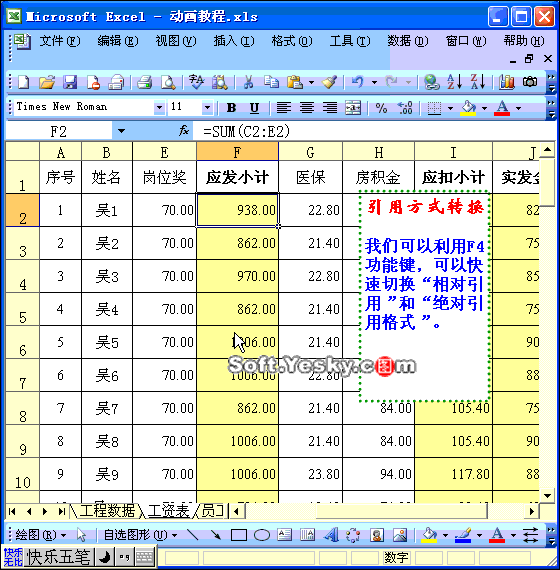 Microsoft Excel - 动画教程.xls
文件(F) 编辑(E) 视图(V) 插入(I) 格式(O) 工具(T) 数据(D) 窗口(W) 帮助(H)
Times New Roman 11 B U
F2 fx =SUM(C2:E2)
A B E F G H I J
1 序号 姓名 岗位奖 应发小计 医保 房积金 应扣小计 实发金
2 1 吴1 70.00 938.00 22.80 82
3 2 吴2 70.00 862.00 21.40 75
4 3 吴3 70.00 970.00 22.80 85
5 4 吴4 70.00 862.00 21.40 75
6 5 吴5 70.00 1006.00 21.40 90
7 6 吴6 70.00 1006.00 22.80 88
8 7 吴7 70.00 862.00 21.40 84.00 105.40 75
9 8 吴8 70.00 1006.00 21.40 84.00 105.40 90
10 9 吴9 70.00 1006.00 23.80 94.00 117.80 88
引用方式转换
我们可以利用F4
功能键，可以快
速切换“相对引
用”和“绝对引
用格式”。
Soft.Yesky.com
工程数据 工资表 员工
绘图(R) 自选图形(U)
快乐五笔 数字